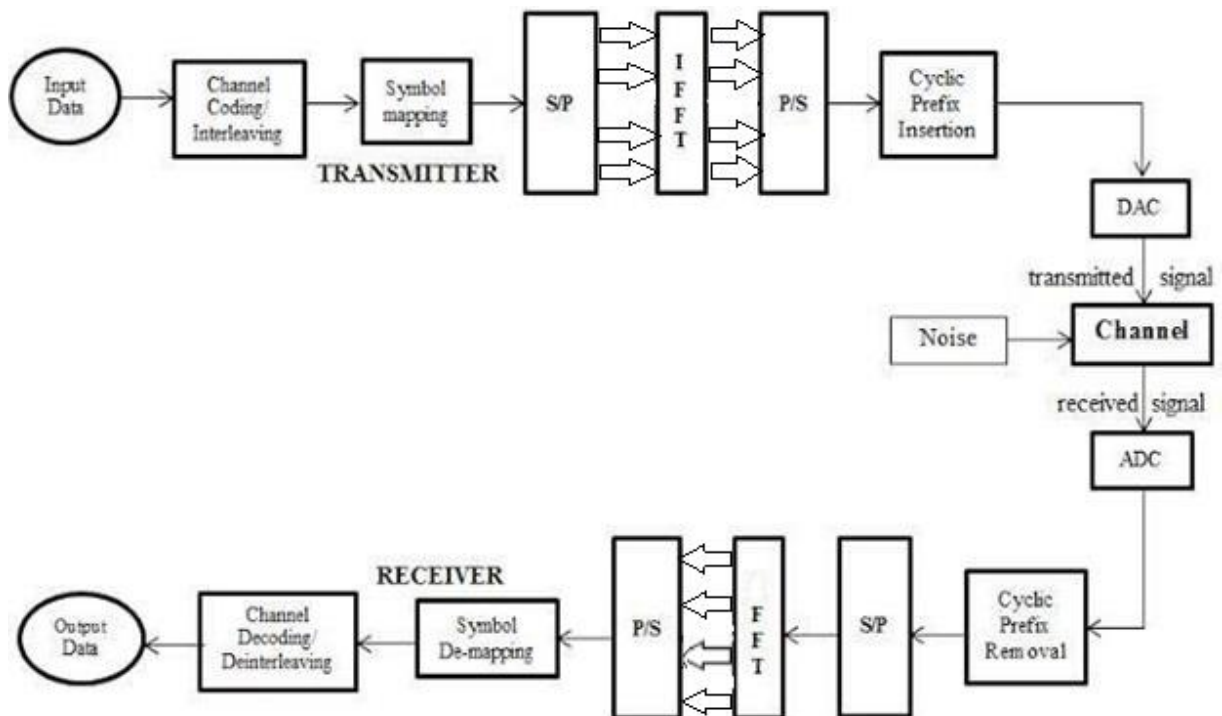 Input
Data
Channel
Coding/
Interleaving
Symbol
mapping
TRANSMITTER
S/P
I
F
F
T
P/S
Cyclic
Prefix
Insertion
DAC
transmitted signal
Noise
Channel
received signal
ADC
Cyclic
Prefix
Removal
S/P
F
F
T
P/S
RECEIVER
Symbol
De-mapping
Channel
Decoding/
Deinterleaving
Output
Data